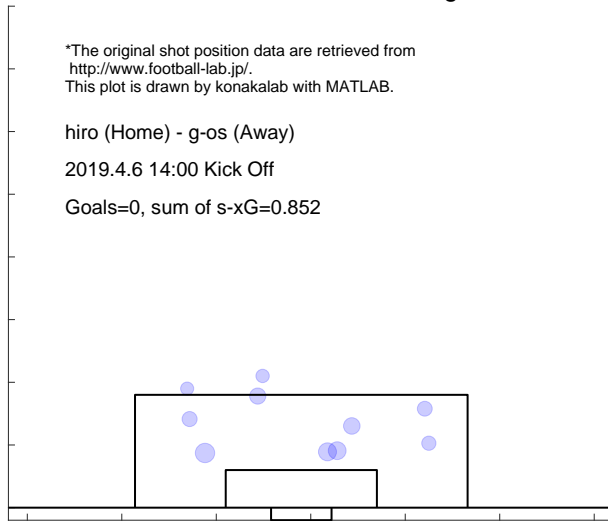 *The original shot position data are retrieved from
http://www.football-lab.jp/.
This plot is drawn by konakalab with MATLAB.
hiro (Home) - g-os (Away)
2019.4.6 14:00 Kick Off
Goals=0, sum of s-xG=0.852